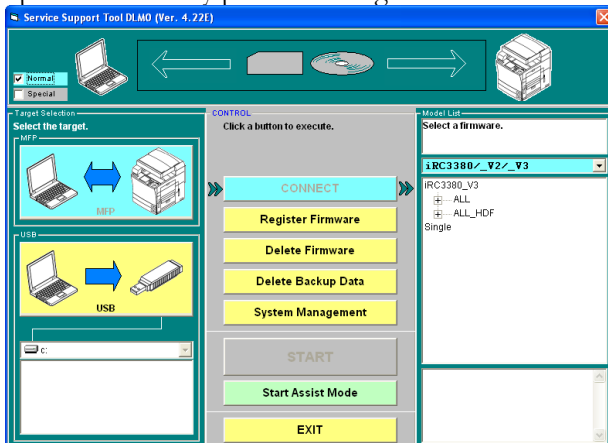 Service Support Tool DLMO (Ver. 4.22E)
Normal
Special
Target Selection
Select the target.
MFP
MFP
USB
USB
c:
CONTROL
Click a button to execute.
CONNECT
Register Firmware
Delete Firmware
Delete Backup Data
System Management
START
Start Assist Mode
EXIT
Model List
Select a firmware.
iRC3380/_V2/_V3
iRC3380_V3
ALL
ALL_HDF
Single